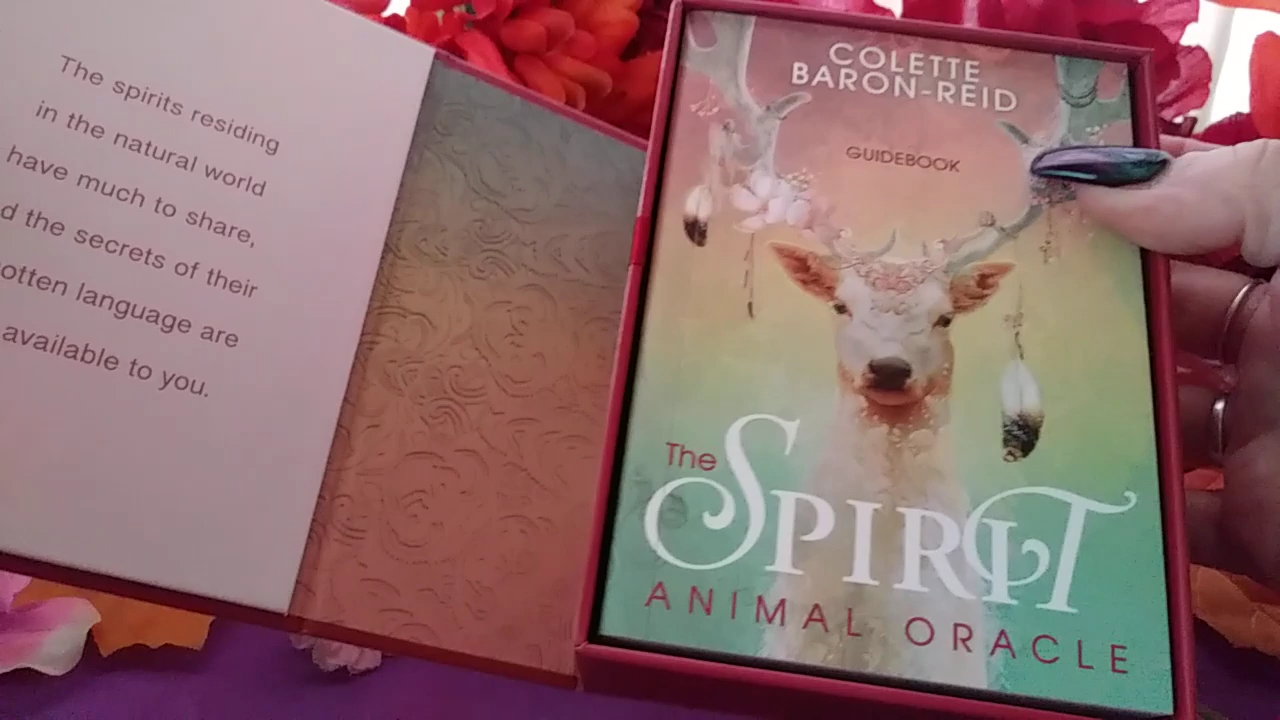 The spirits residing
in the natural world
have much to share,
d the secrets of their
otten language are
available to you.
COLETTE
BARON-REID
GUIDEBOOK
The SPIRIT
ANIMAL ORACLE